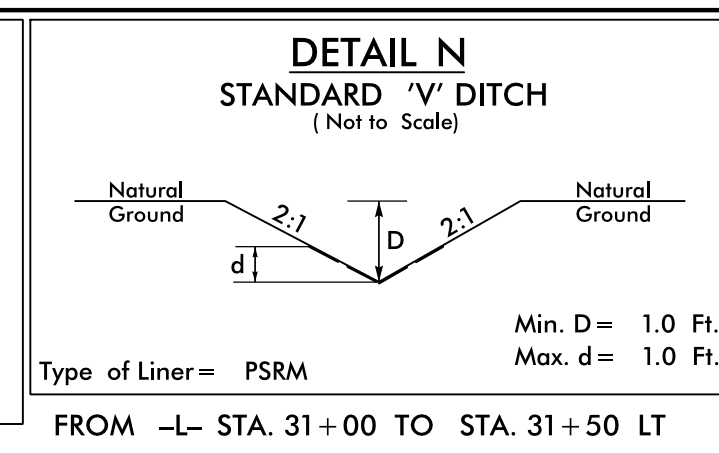 DETAIL N
STANDARD 'V' DITCH
( Not to Scale)
Natural
Ground
2:1
D
d
2:1
Natural
Ground
Min. D = 1.0 Ft.
Max. d = 1.0 Ft.
Type of Liner = PSRM
FROM -L- STA. 31+00 TO STA. 31+50 LT